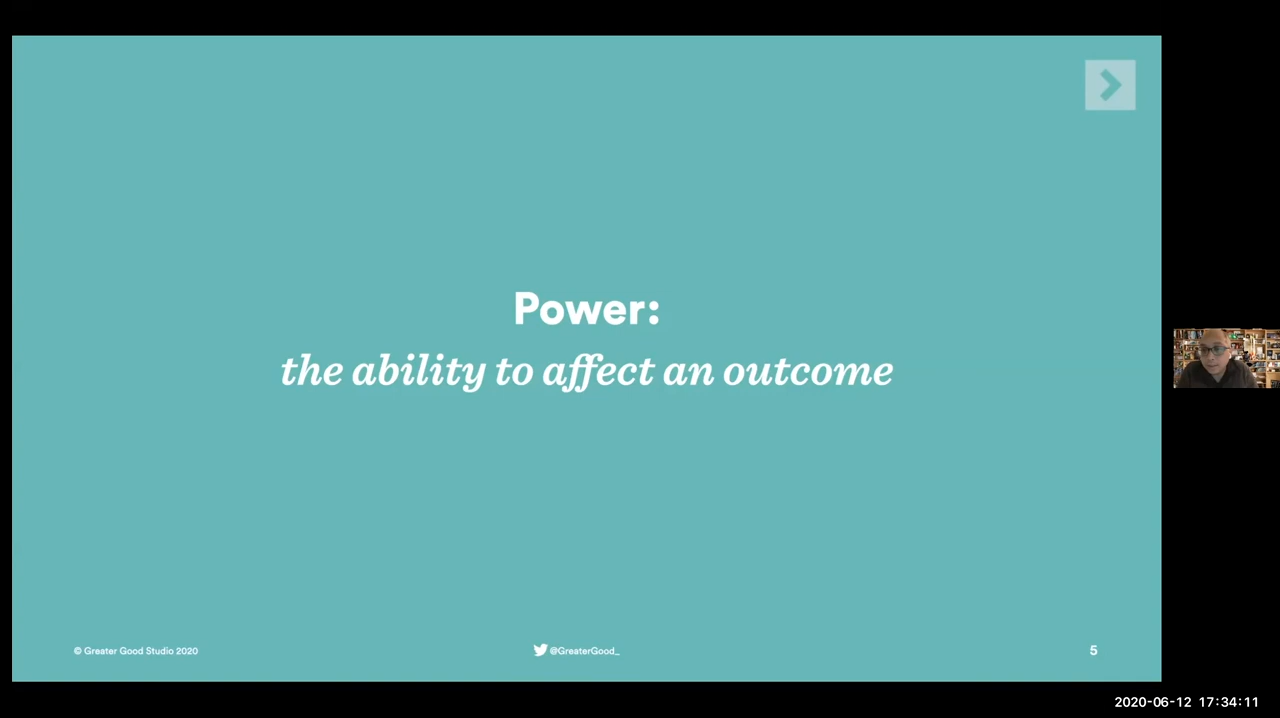 Power:
the ability to affect an outcome
© Greater Good Studio 2020
@GreaterGood_
5
2020-06-12 17:34:11